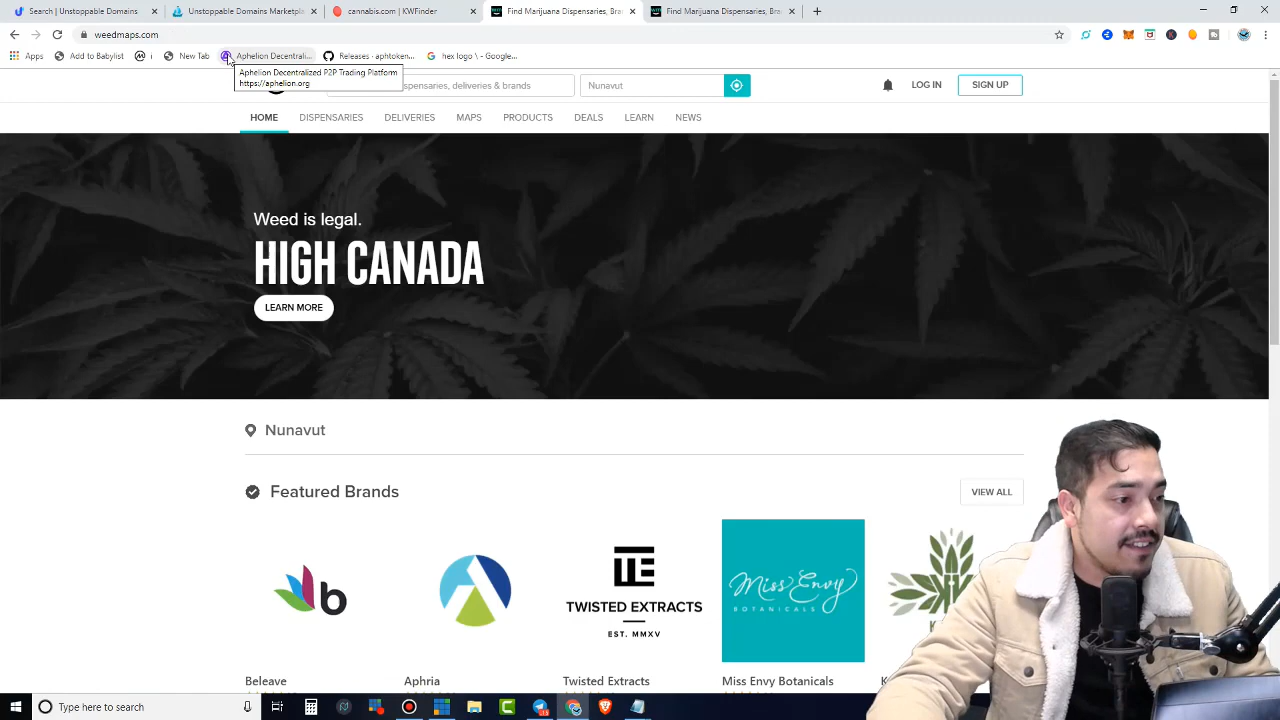 Search | Unstoppable Domains
Unstoppable Domains
cannabis.com/KWinder
Find Marijuana Dispensaries, Br
Find Marijuana Dispensaries, Bra
weedmaps.com
Apps
Add to Babylist
I
New Tab
Aphelion Decentrali...
Releases · aphtoken...
hex logo \/ - Google...
Aphelion Decentralized P2P Trading Platform
https://aphelion.org
spensaries, deliveries & brands
Nunavut
LOG IN
SIGN UP
HOME
DISPENSARIES
DELIVERIES
MAPS
PRODUCTS
DEALS
LEARN
NEWS
Weed is legal.
HIGH CANADA
LEARN MORE
Nunavut
Featured Brands
VIEW ALL
b
TWISTED EXTRACTS
EST. MMXV
Miss Envy
BOTANICALS
K
Beleave
Aphria
Twisted Extracts
Miss Envy Botanicals
K
Type here to search